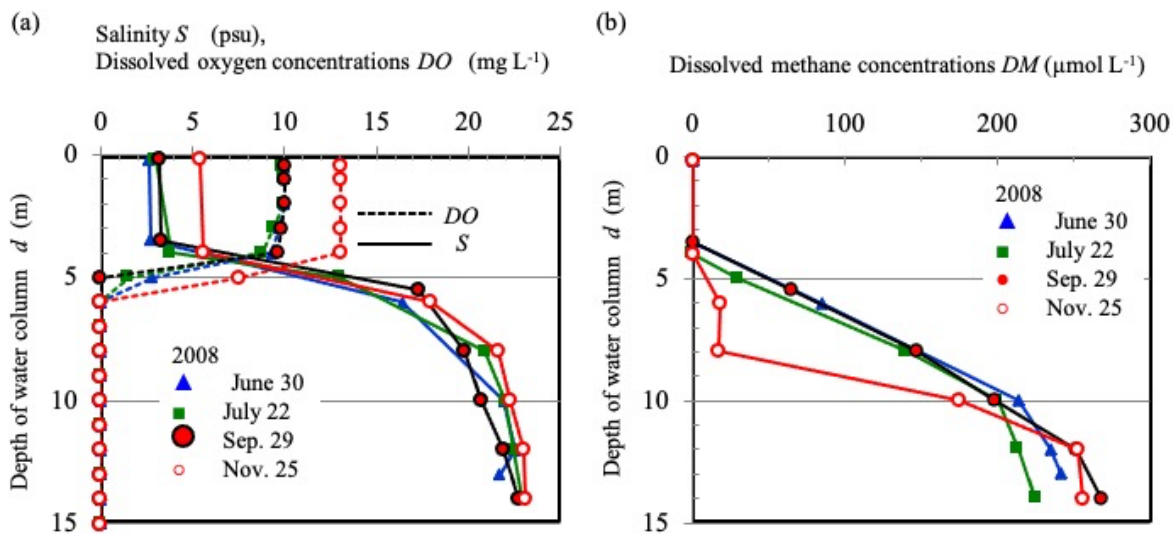 (a)
Salinity S (psu),
Dissolved oxygen concentrations DO (mg L-1)
0 5 10 15 20 25
0
5
10
15
Depth of water column d (m)
DO
S
2008
June 30
July 22
Sep. 29
Nov. 25
(b)
Dissolved methane concentrations DM (μmol L-1)
0 100 200 300
0
5
10
15
Depth of water column d (m)
2008
June 30
July 22
Sep. 29
Nov. 25